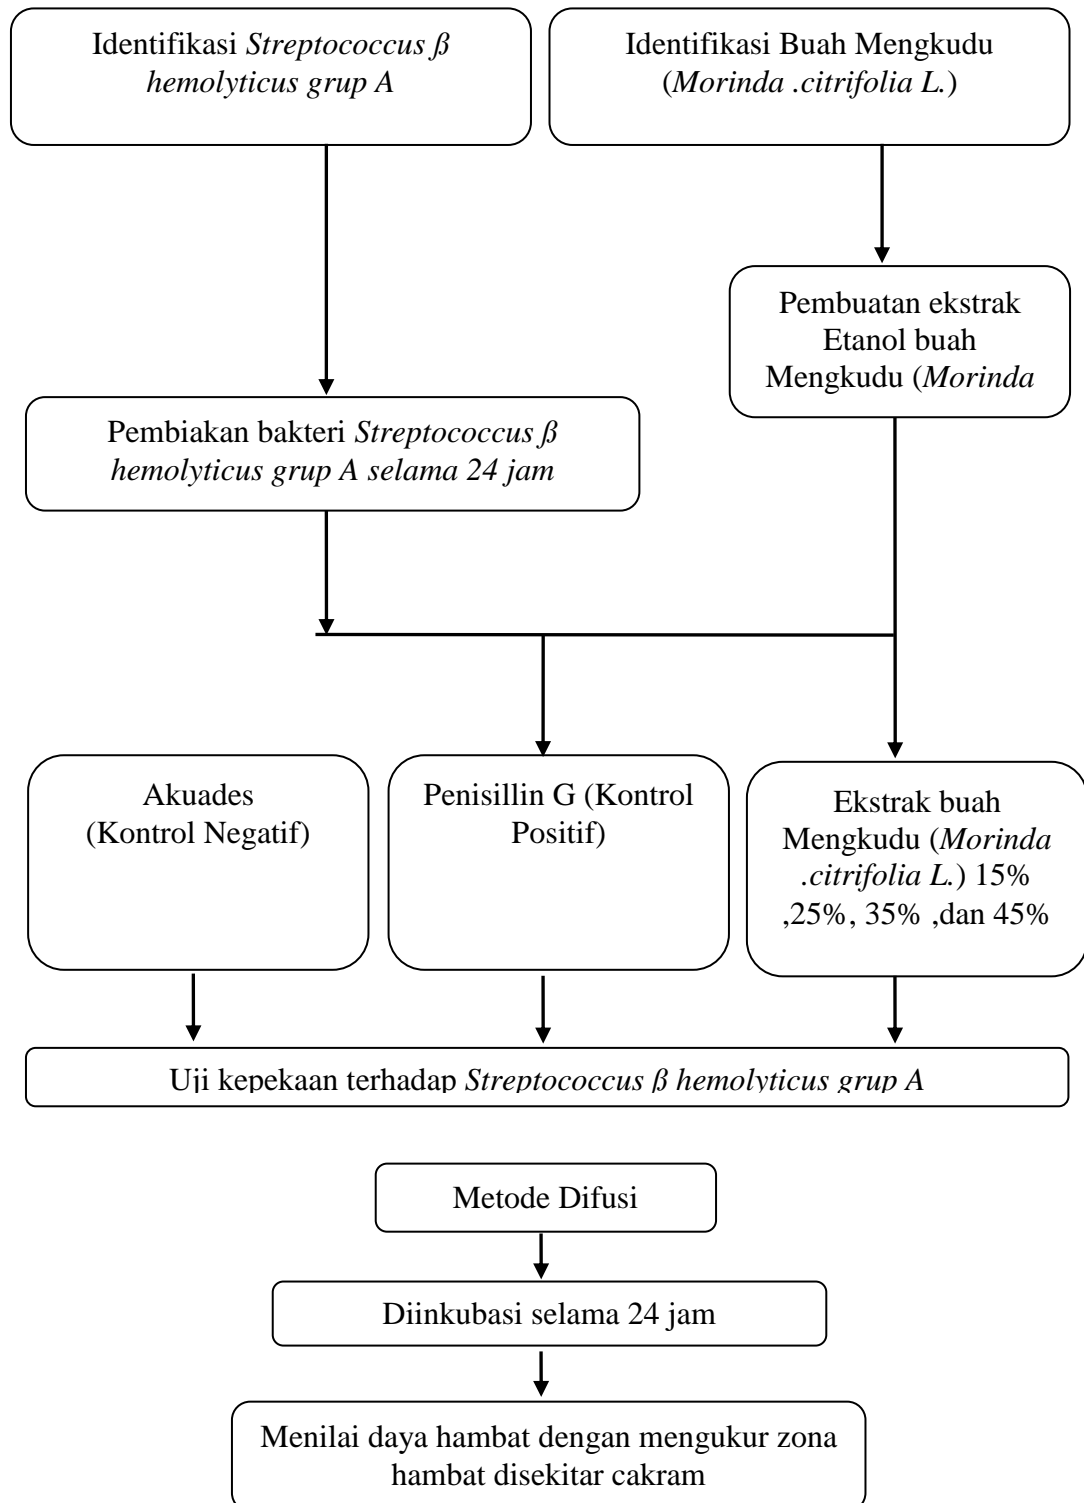 Identifikasi Streptococcus ß
hemolyticus grup A
Identifikasi Buah Mengkudu
(Morinda .citrifolia L.)
Pembuatan ekstrak
Etanol buah
Mengkudu (Morinda
Pembiakan bakteri Streptococcus ß
hemolyticus grup A selama 24 jam
Akuades
(Kontrol Negatif)
Penisillin G (Kontrol
Positif)
Ekstrak buah
Mengkudu (Morinda
.citrifolia L.) 15%
,25%, 35% ,dan 45%
Uji kepekaan terhadap Streptococcus ß hemolyticus grup A
Metode Difusi
Diinkubasi selama 24 jam
Menilai daya hambat dengan mengukur zona
hambat disekitar cakram